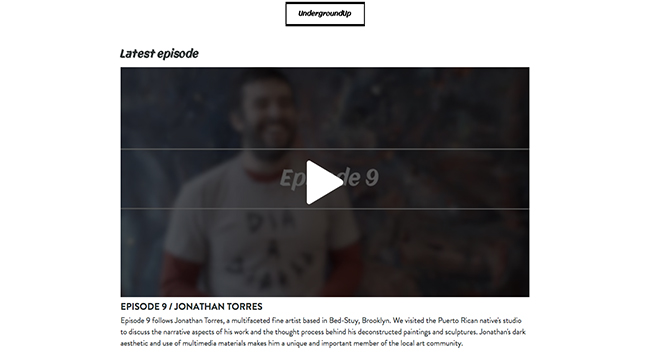 UndergroundUp
Latest episode
Episode 9
EPISODE 9 / JONATHAN TORRES
Episode 9 follows Jonathan Torres, a multifaceted fine artist based in Bed-Stuy, Brooklyn. We visited the Puerto Rican native's studio
to discuss the narrative aspects of his work and the thought process behind his deconstructed paintings and sculptures. Jonathan's dark
aesthetic and use of multimedia materials makes him a unique and important member of the local art community.